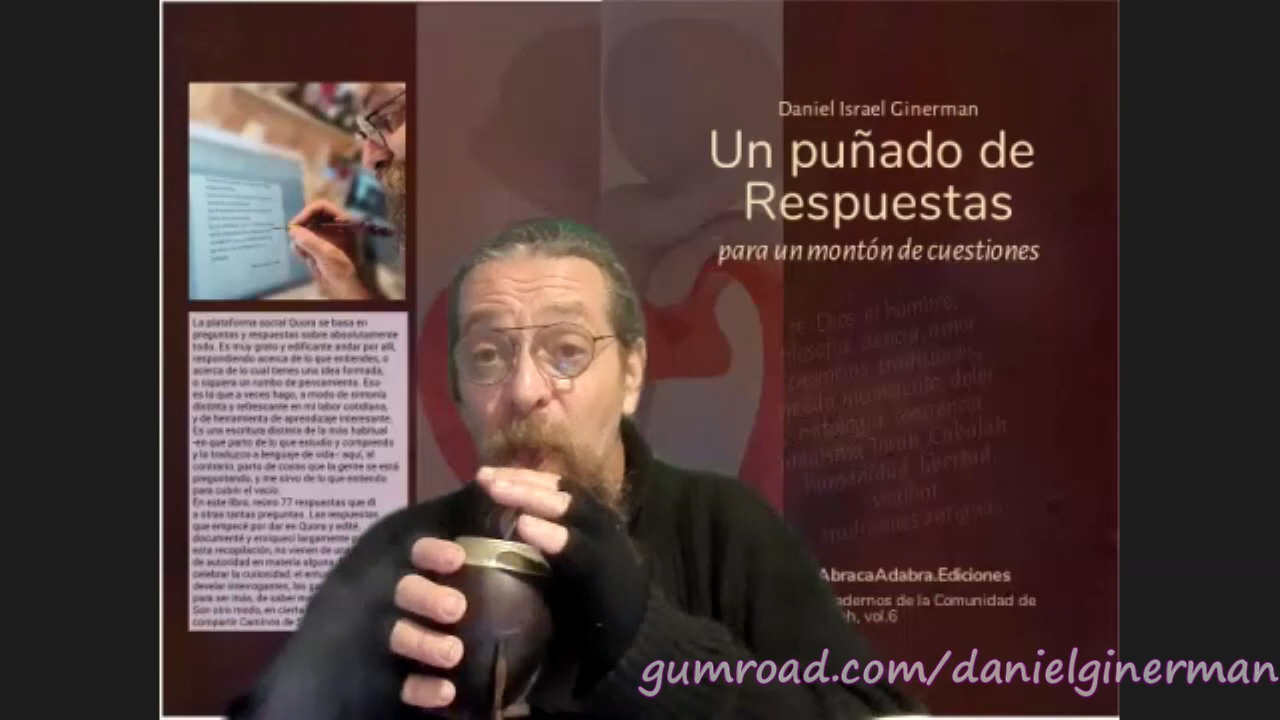 Daniel Israel Ginerman
Un puñado de
Respuestas
para un montón de cuestiones
La plataforma social Quora se basa en
preguntas y respuestas sobre absolutamente
todo. Es muy grato y edificante andar por allí,
respondiendo acerca de lo que entiendes, o
acerca de lo cual tienes una idea formada,
o siquiera un rumbo de pensamiento. Eso
es lo que a veces hago, a modo de
distinta y refrescante en mi labor cotidiana,
y de herramienta de aprendizaje interesante.
Es una escritura distinta de la más habitual
-en que parto de lo que estudio y comprendo
y lo traduzco a lenguaje de vida-: aquí, al
contrario, parto de cosas que la gente se está
preguntando, y me sirvo de lo que entiendo
para cubrir el vacío.
En este libro, reúno 77 respuestas que di
a otras tantas preguntas. Las respuestas
que empecé por dar en Quora y edité,
documenté y enriquecí largamente
esta recopilación, no vienen de
de autoridad en materia alguna
celebrar la curiosidad, el
develar interrogantes, las
para ser más, de saber
Son otro modo, en cierta
compartir Caminos de
Dios, el hombre,
amor
tradiciones
Torah, Cabalah
libertad,
AbracaAdabra.Ediciones
de la Comunidad de
vol.6
gumroad.com/danielginerman